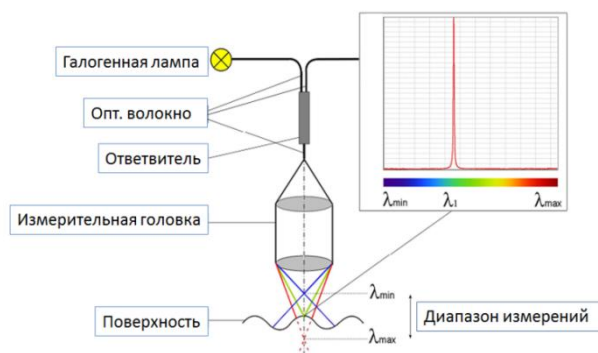 Галогенная лампа
Опт. волокно
Ответвитель
Измерительная головка
Поверхность
λmin λ1 λmax
λmin
Диапазон измерений
λmax